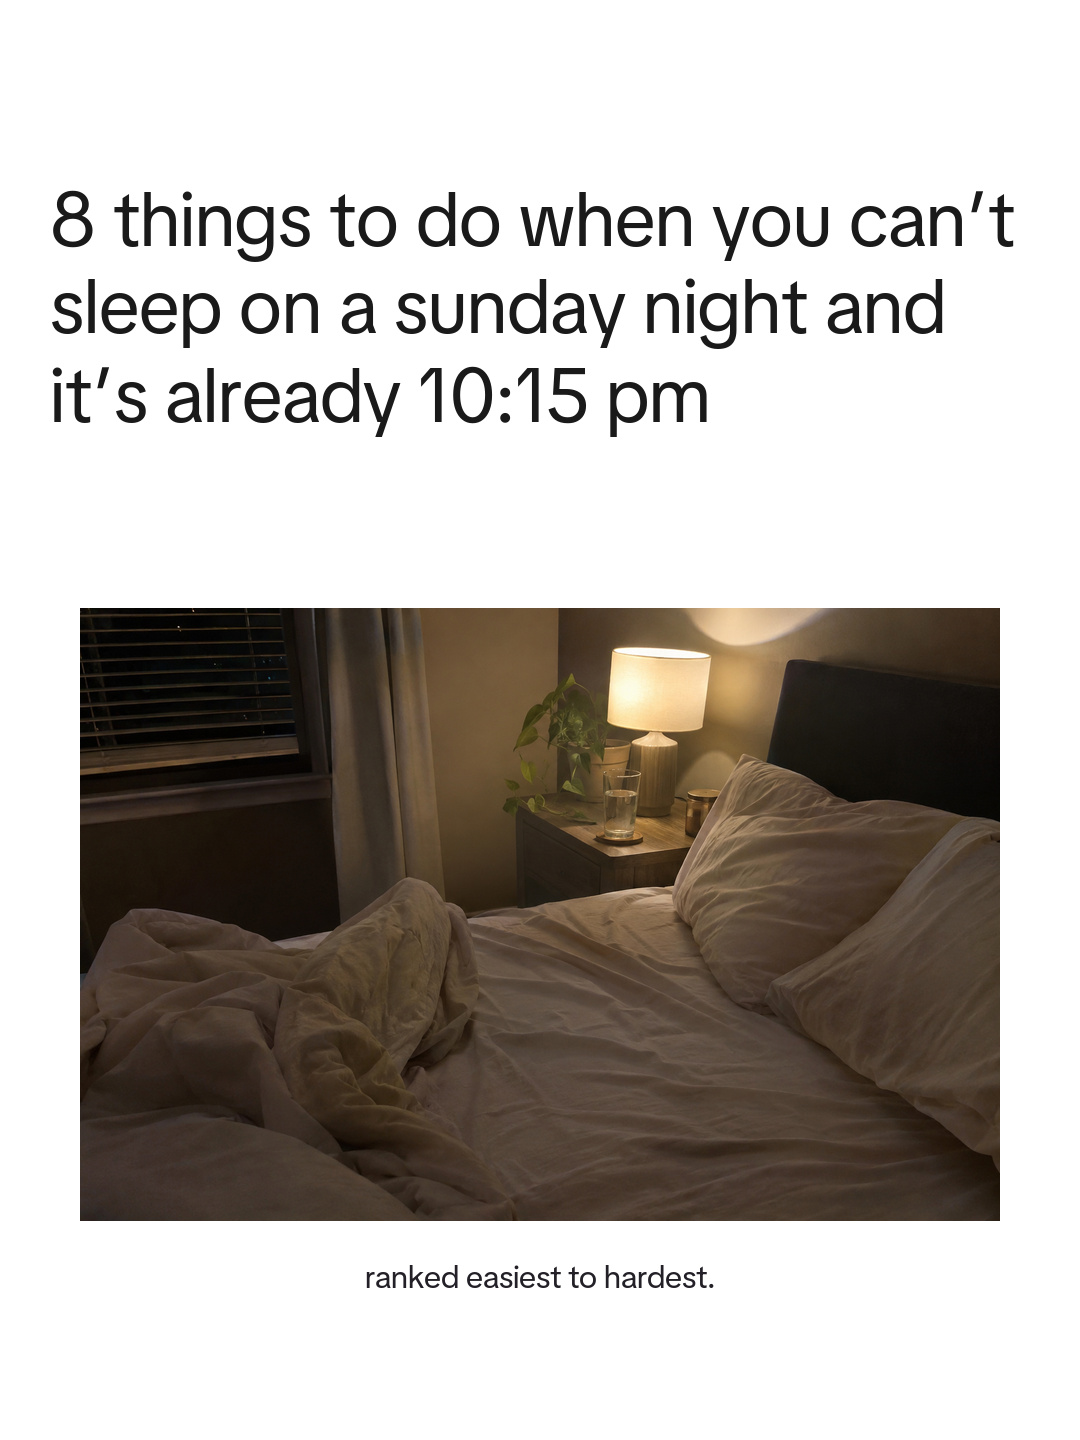 8 things to do when you can’t
sleep on a sunday night and
it’s already 10:15 pm
ranked easiest to hardest.